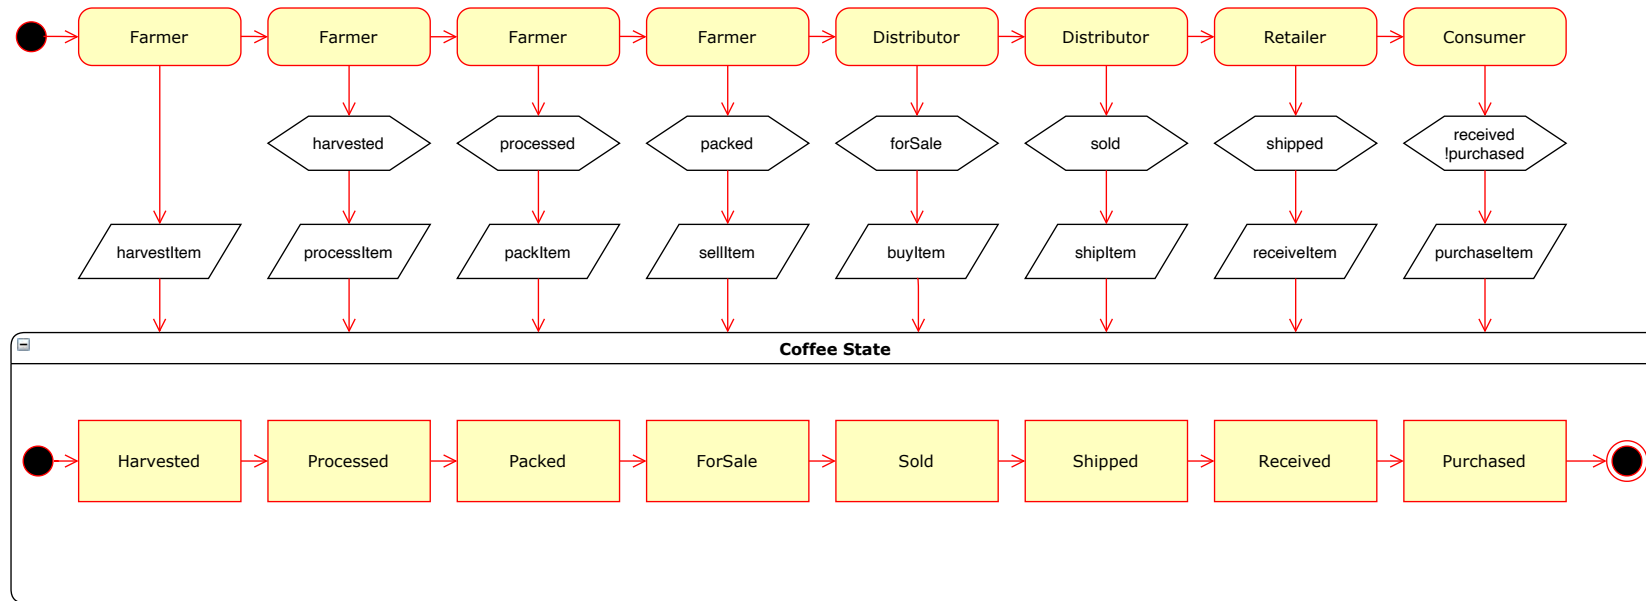 Farmer
Farmer
Farmer
Farmer
Distributor
Distributor
Retailer
Consumer
harvested
processed
packed
forSale
sold
shipped
received
!purchased
harvestItem
processItem
packItem
sellItem
buyItem
shipItem
receiveItem
purchaseItem
Coffee State
Harvested
Processed
Packed
ForSale
Sold
Shipped
Received
Purchased